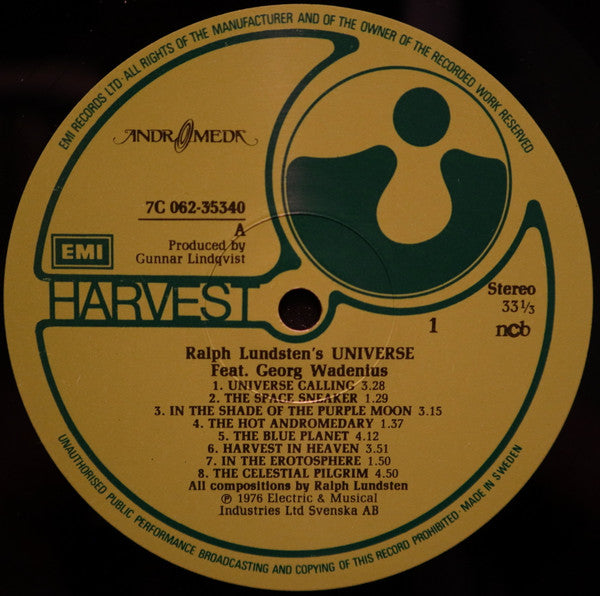 EMI RECORDS LTD · ALL RIGHTS OF THE MANUFACTURER AND OF THE OWNER OF THE RECORDED WORK RESERVED
ANDROMEDA
7C 062-35340
A
Produced by
Gunnar Lindqvist
EMI
HARVEST
Stereo
33 1/3
1
ncb
Ralph Lundsten's UNIVERSE
Feat. Georg Wadenius
1. UNIVERSE CALLING 3.28
2. THE SPACE SNEAKER 1.29
3. IN THE SHADE OF THE PURPLE MOON 3.15
4. THE HOT ANDROMEDARY 1.37
5. THE BLUE PLANET 4.12
6. HARVEST IN HEAVEN 3.51
7. IN THE EROTOSPHERE 1.50
8. THE CELESTIAL PILGRIM 4.50
All compositions by Ralph Lundsten
℗ 1976 Electric & Musical
Industries Ltd Svenska AB
UNAUTHORISED PUBLIC PERFORMANCE BROADCASTING AND COPYING OF THIS RECORD PROHIBITED · MADE IN SWEDEN